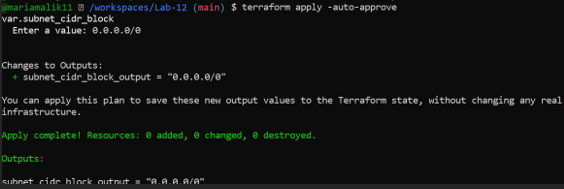 @mariamalik11 /workspaces/Lab-12 (main) $ terraform apply -auto-approve
var.subnet_cidr_block
Enter a value: 0.0.0.0/0
Changes to Outputs:
+ subnet_cidr_block_output = "0.0.0.0/0"
You can apply this plan to save these new output values to the Terraform state, without changing any real
infrastructure.
Apply complete! Resources: 0 added, 0 changed, 0 destroyed.
Outputs:
subnet_cidr_block_output = "0.0.0.0/0"